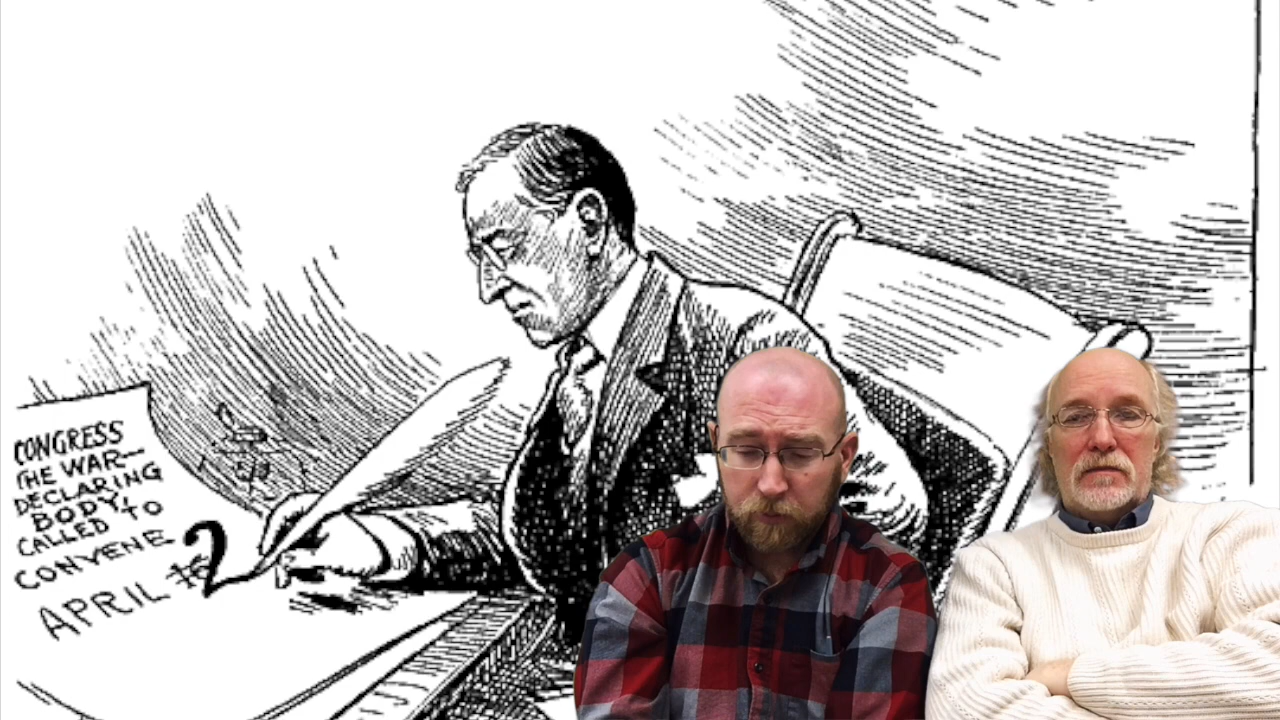 CONGRESS
THE WAR—
DECLARING
BODY,
CALLED TO
CONVENE
APRIL 2